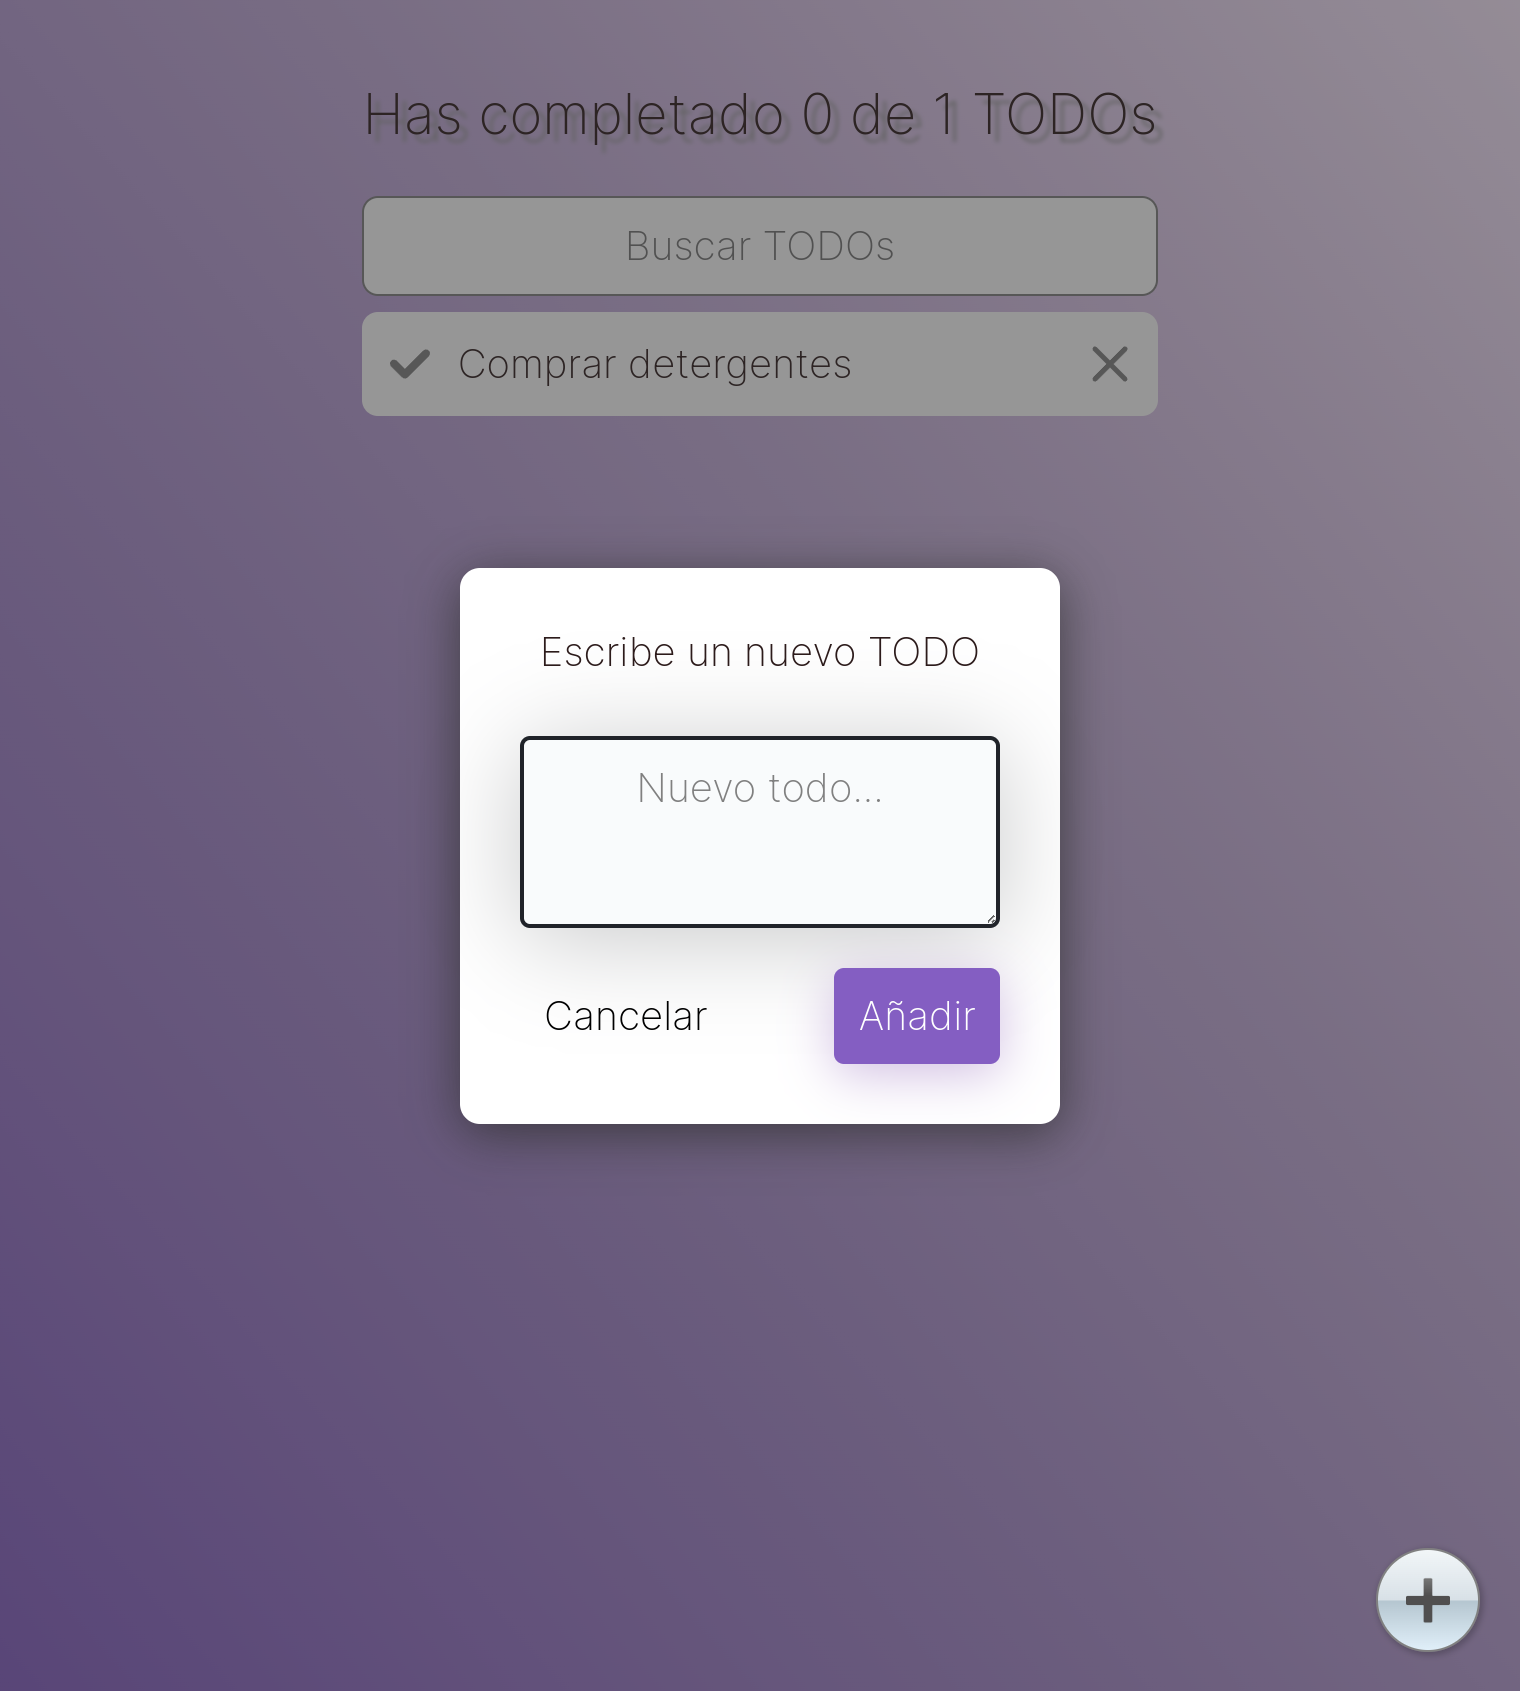 Has completado 0 de 1 TODOs
Buscar TODOs
Comprar detergentes
Escribe un nuevo TODO
Nuevo todo...
Cancelar
Añadir